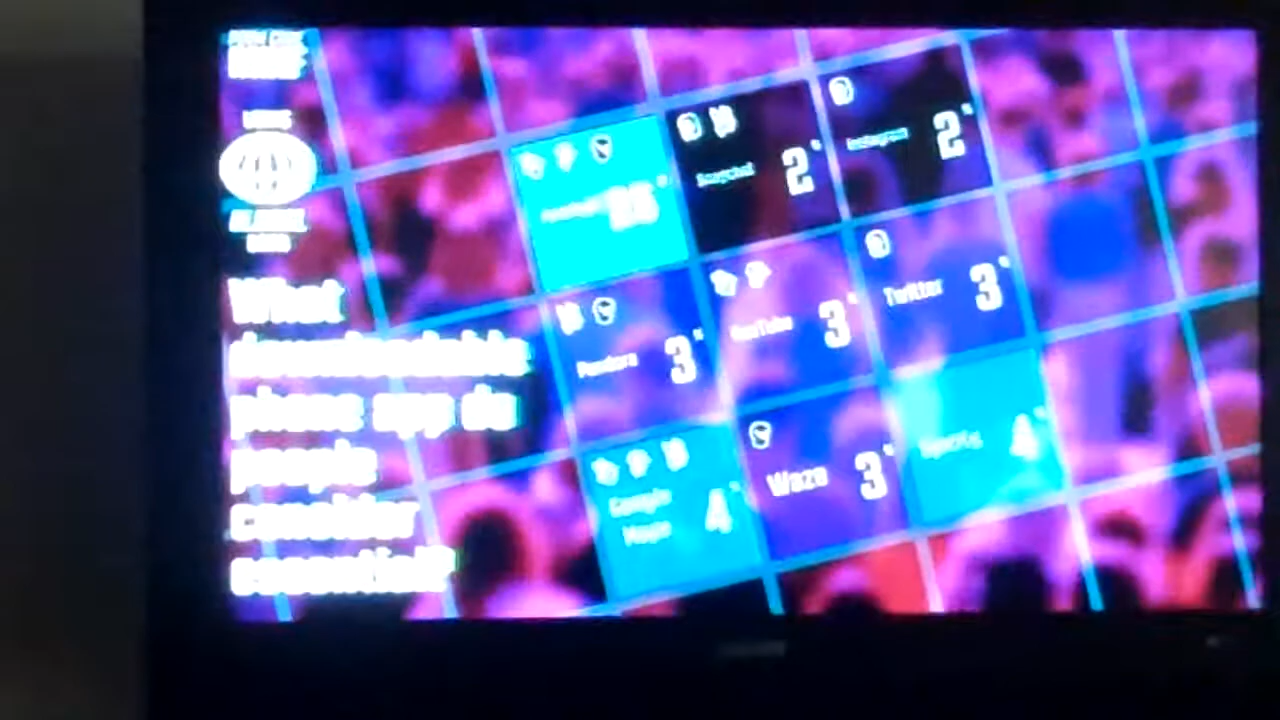 What
downloadable
phone app do
people
consider
essential?
Snapchat
2%
Instagram
2%
Pandora
3%
YouTube
3%
Twitter
3%
Google
Maps
4%
Waze
3%
Spotify
4%